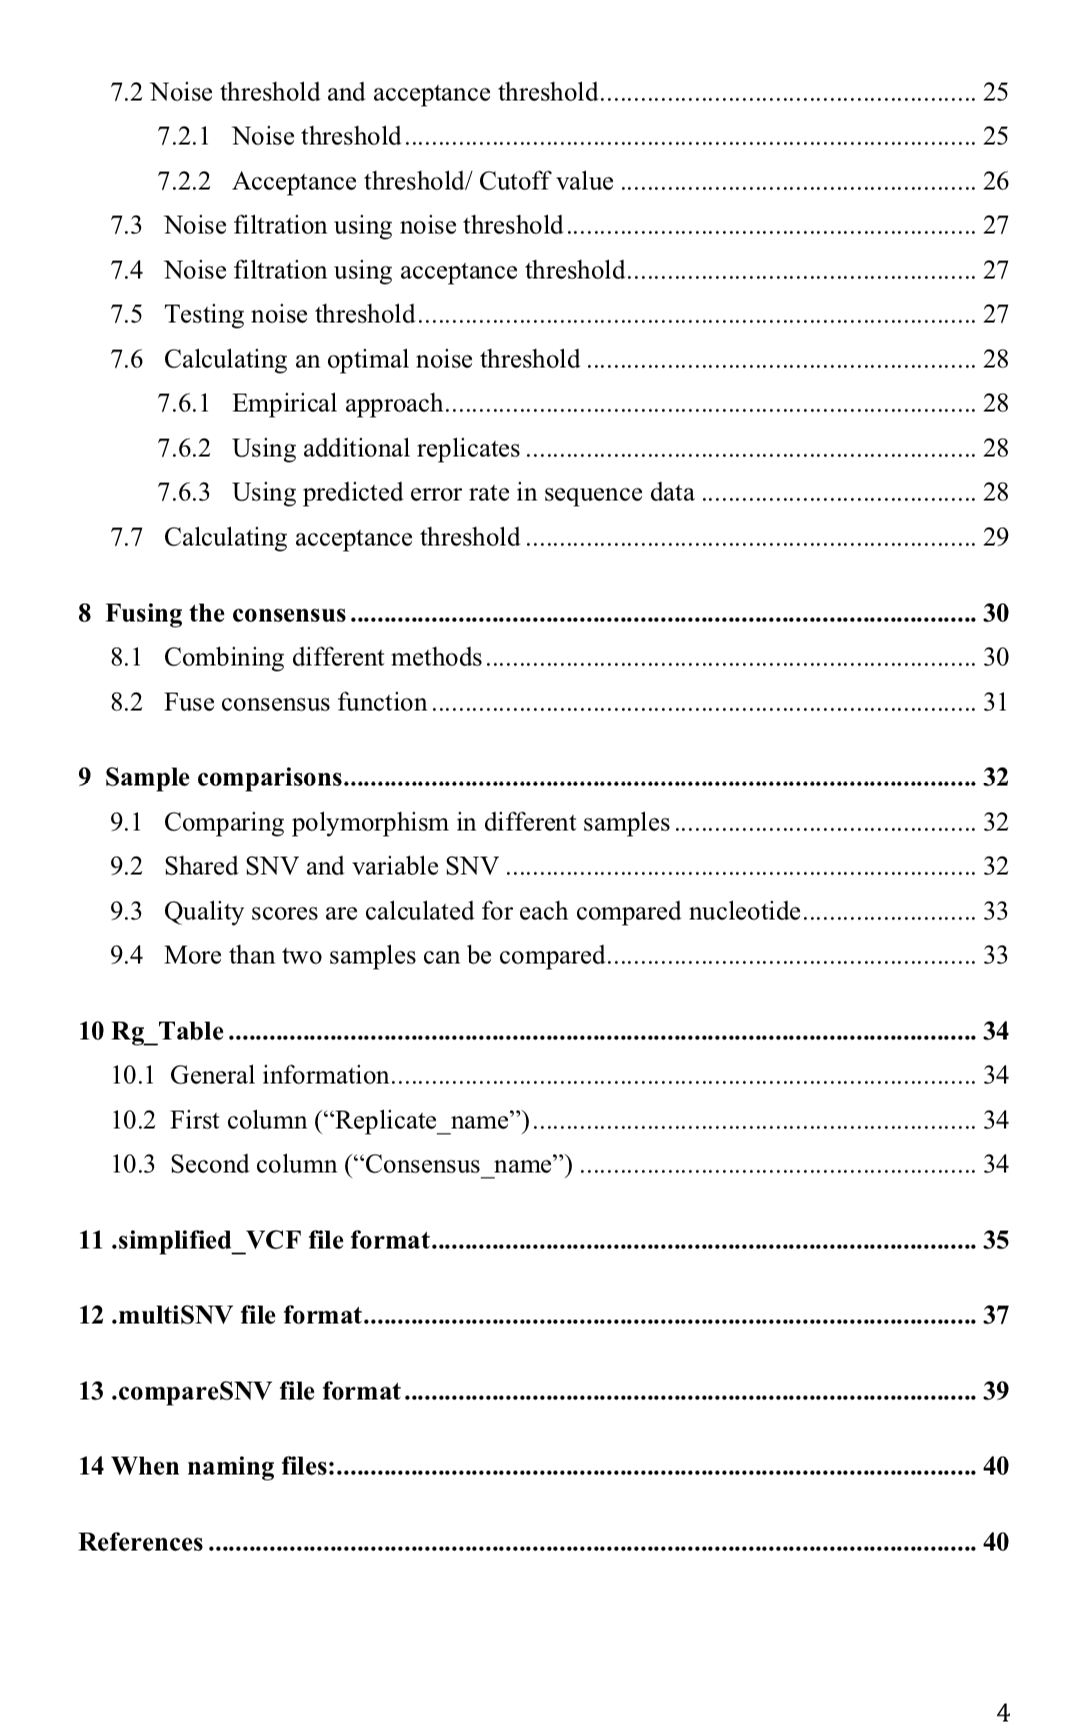 7.2 Noise threshold and acceptance threshold........................................................ 25
7.2.1 Noise threshold..................................................................................... 25
7.2.2 Acceptance threshold/ Cutoff value ..................................................... 26
7.3 Noise filtration using noise threshold............................................................. 27
7.4 Noise filtration using acceptance threshold.................................................... 27
7.5 Testing noise threshold................................................................................... 27
7.6 Calculating an optimal noise threshold .......................................................... 28
7.6.1 Empirical approach............................................................................... 28
7.6.2 Using additional replicates ................................................................... 28
7.6.3 Using predicted error rate in sequence data ......................................... 28
7.7 Calculating acceptance threshold ................................................................... 29
8 Fusing the consensus ............................................................................................. 30
8.1 Combining different methods ......................................................................... 30
8.2 Fuse consensus function ................................................................................. 31
9 Sample comparisons.............................................................................................. 32
9.1 Comparing polymorphism in different samples ............................................. 32
9.2 Shared SNV and variable SNV ...................................................................... 32
9.3 Quality scores are calculated for each compared nucleotide.......................... 33
9.4 More than two samples can be compared....................................................... 33
10 Rg_Table ............................................................................................................... 34
10.1 General information....................................................................................... 34
10.2 First column (“Replicate_name”).................................................................. 34
10.3 Second column (“Consensus_name”) ........................................................... 34
11 .simplified_VCF file format................................................................................. 35
12 .multiSNV file format........................................................................................... 37
13 .compareSNV file format ..................................................................................... 39
14 When naming files:............................................................................................... 40
References .................................................................................................................. 40
4